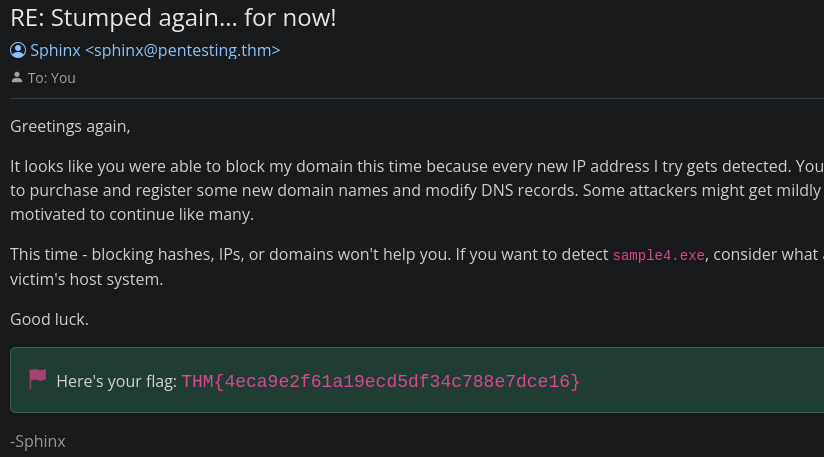 RE: Stumped again... for now!
Sphinx <sphinx@pentesting.thm>
To: You
Greetings again,
It looks like you were able to block my domain this time because every new IP address I try gets detected. You
to purchase and register some new domain names and modify DNS records. Some attackers might get mildly
motivated to continue like many.
This time - blocking hashes, IPs, or domains won't help you. If you want to detect sample4.exe, consider what
victim's host system.
Good luck.
Here's your flag: THM{4eca9e2f61a19ecd5df34c788e7dce16}
-Sphinx